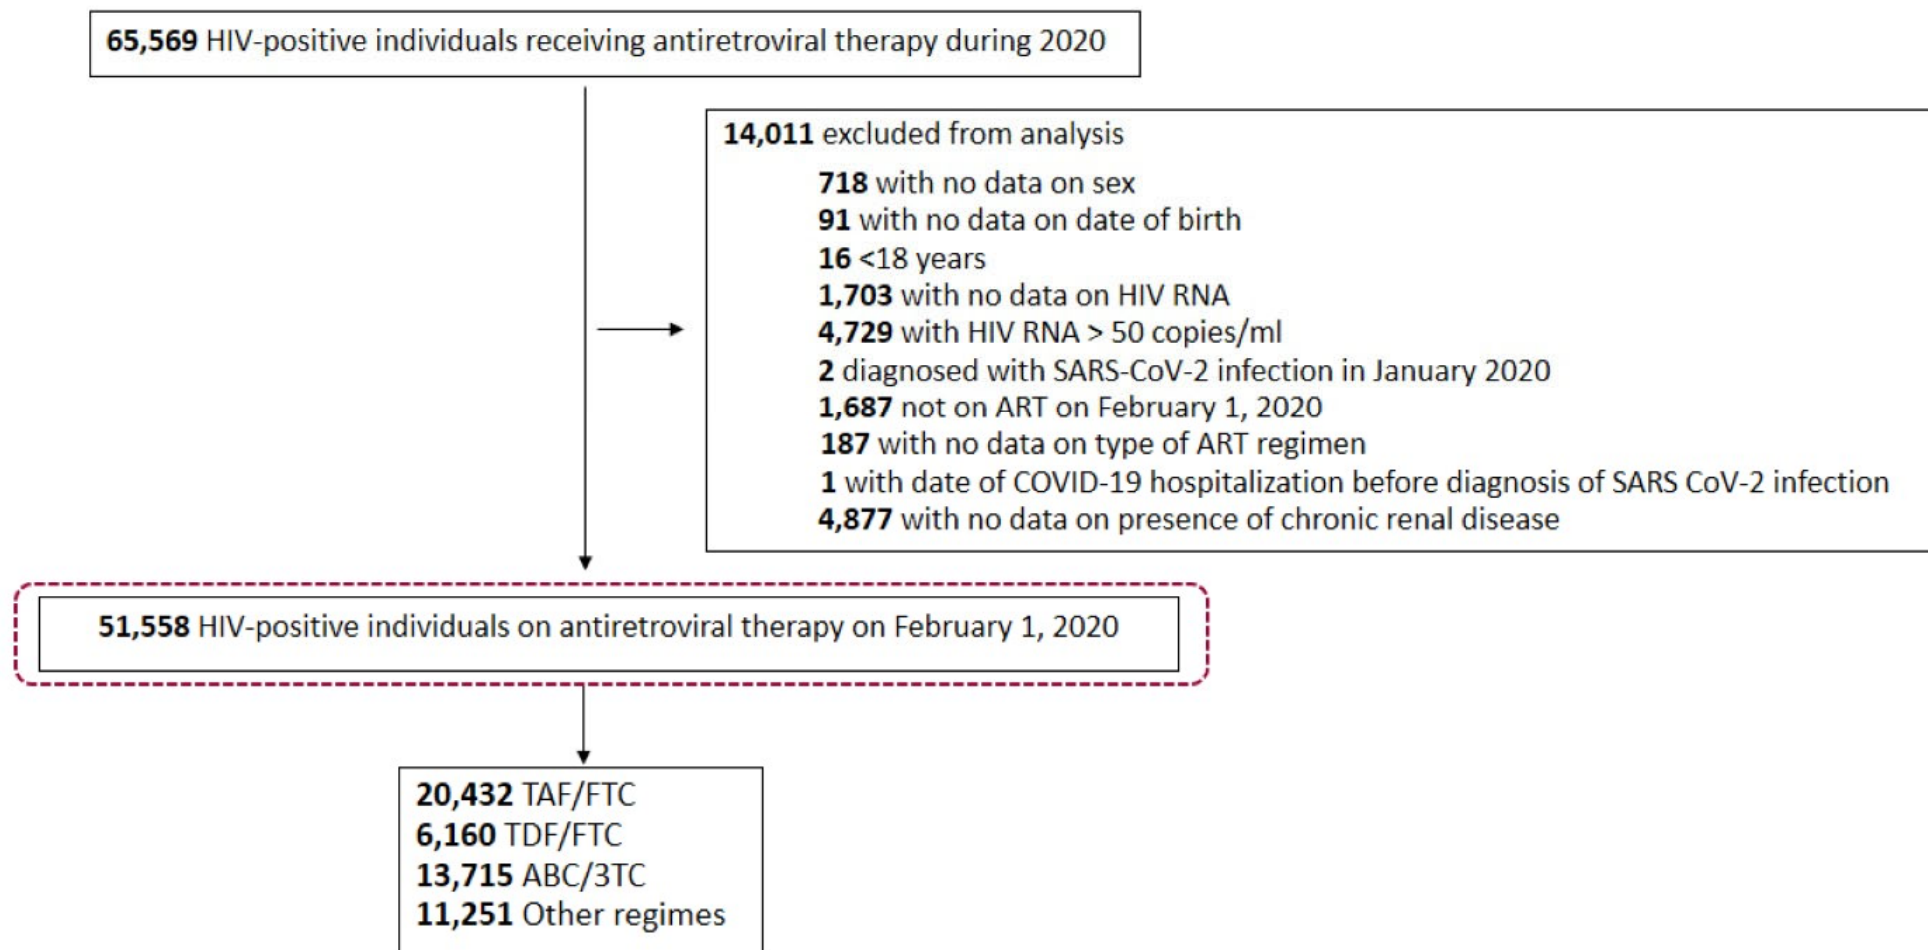 65,569 HIV-positive individuals receiving antiretroviral therapy during 2020
14,011 excluded from analysis
718 with no data on sex
91 with no data on date of birth
16 <18 years
1,703 with no data on HIV RNA
4,729 with HIV RNA > 50 copies/ml
2 diagnosed with SARS-CoV-2 infection in January 2020
1,687 not on ART on February 1, 2020
187 with no data on type of ART regimen
1 with date of COVID-19 hospitalization before diagnosis of SARS CoV-2 infection
4,877 with no data on presence of chronic renal disease
51,558 HIV-positive individuals on antiretroviral therapy on February 1, 2020
20,432 TAF/FTC
6,160 TDF/FTC
13,715 ABC/3TC
11,251 Other regimes